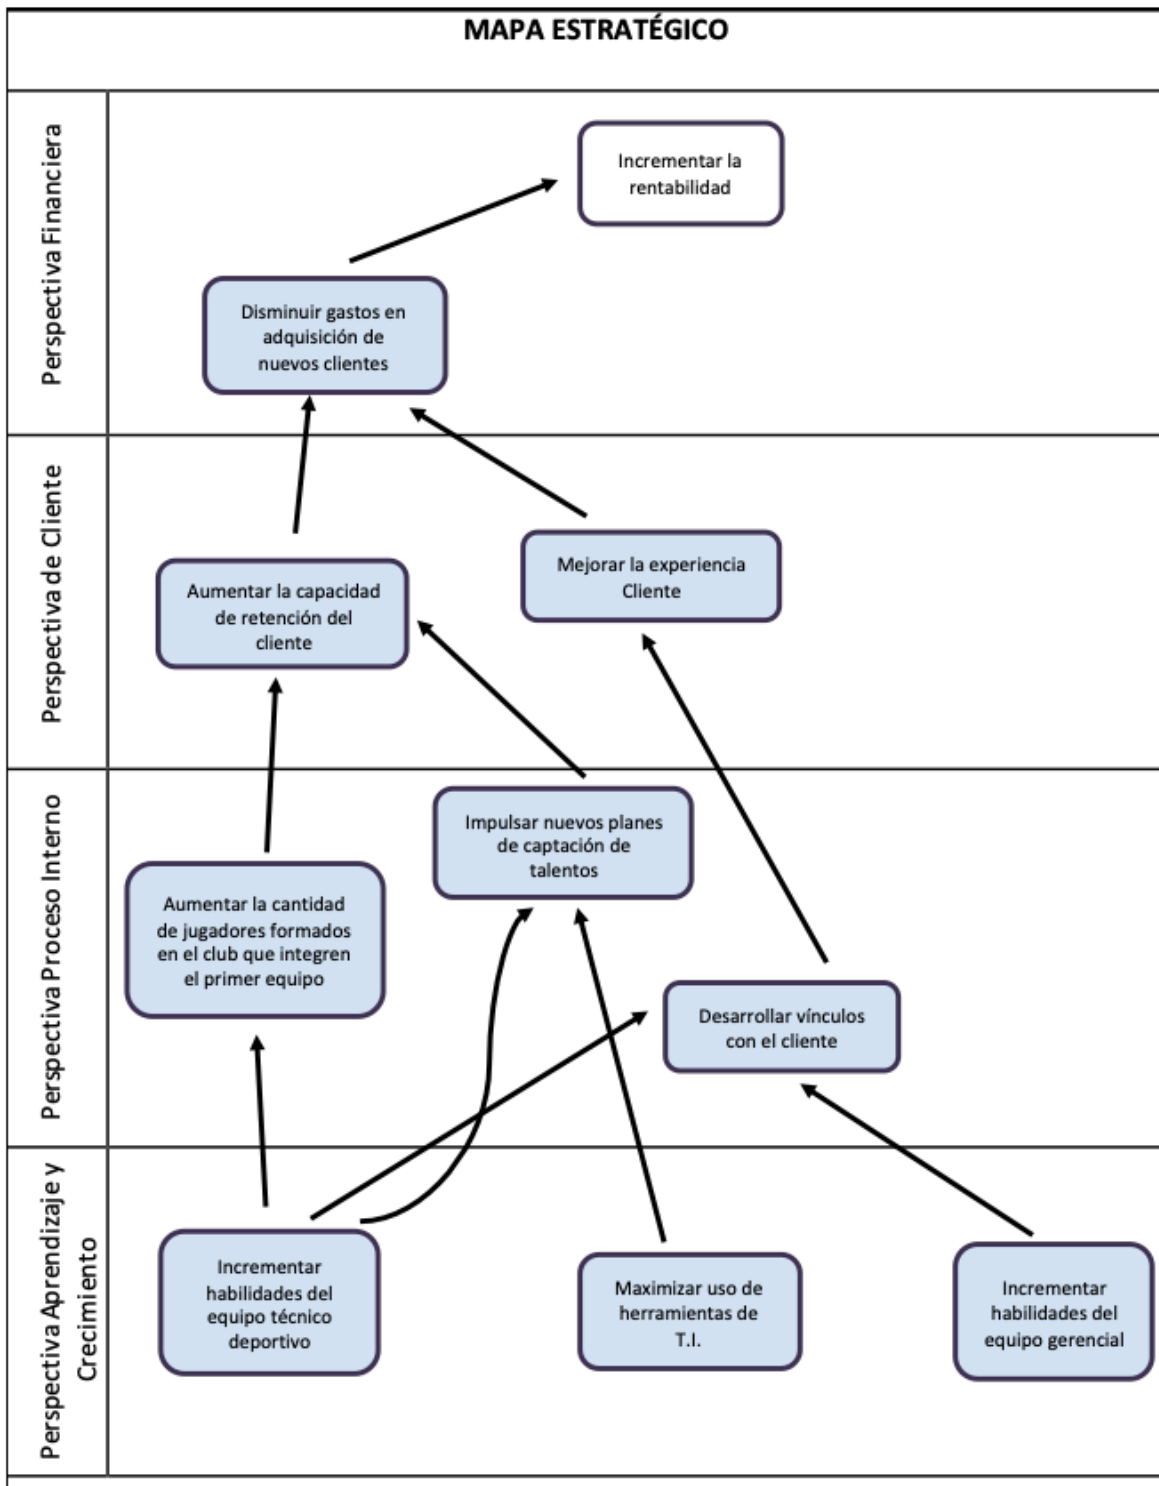 MAPA ESTRATÉGICO
Perspectiva Financiera
Incrementar la
rentabilidad
Disminuir gastos en
adquisición de
nuevos clientes
Perspectiva de Cliente
Mejorar la experiencia
Cliente
Aumentar la capacidad
de retención del
cliente
Perspectiva Proceso Interno
Impulsar nuevos planes
de captación de
talentos
Aumentar la cantidad
de jugadores formados
en el club que integren
el primer equipo
Desarrollar vínculos
con el cliente
Perspectiva Aprendizaje y
Crecimiento
Incrementar
habilidades del
equipo técnico
deportivo
Maximizar uso de
herramientas de
T.I.
Incrementar
habilidades del
equipo gerencial